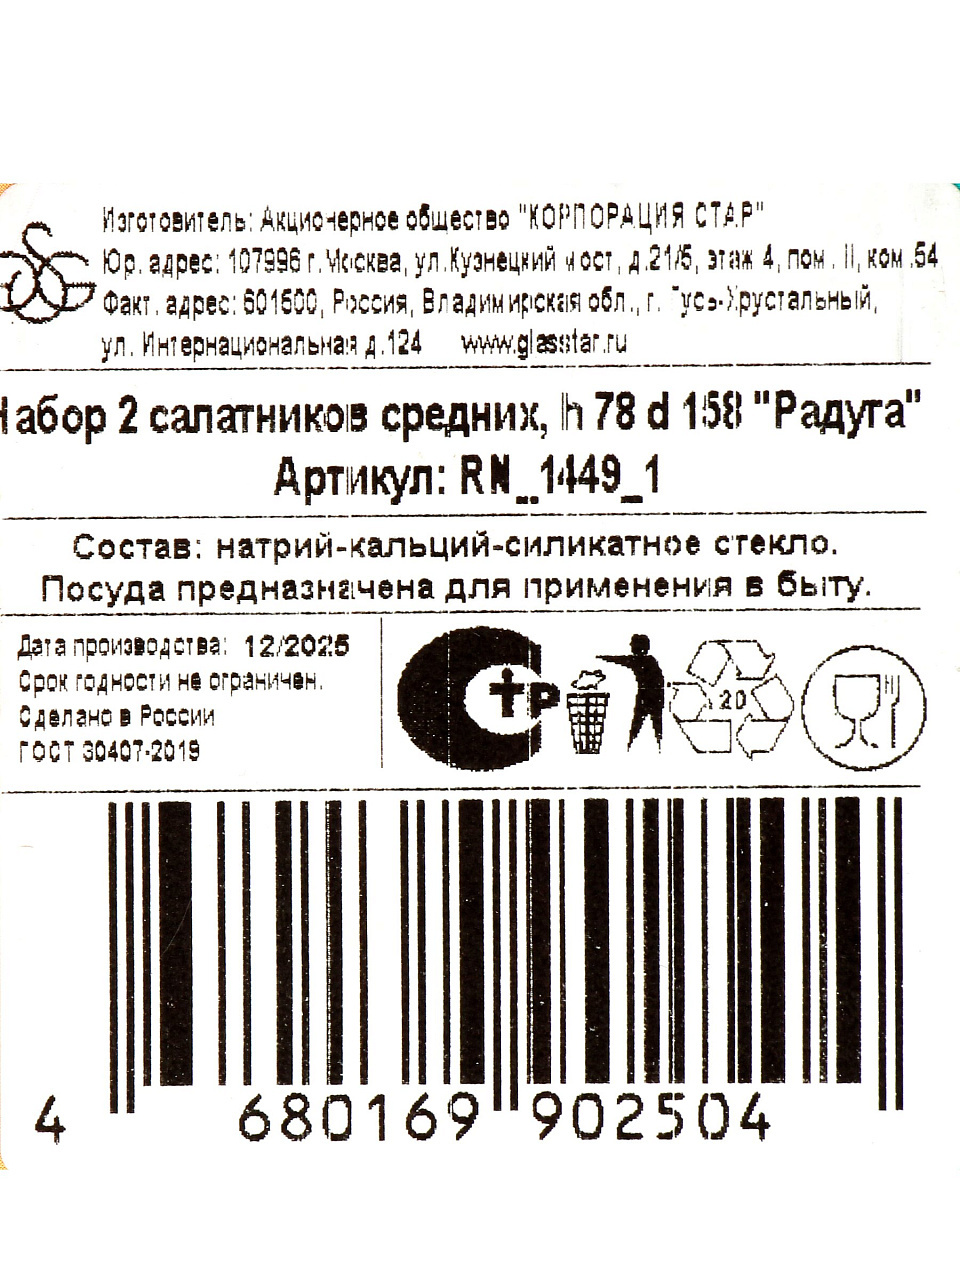 Изготовитель: Акционерное общество "КОРПОРАЦИЯ СТАР"
Юр. адрес: 107996 г.Москва, ул.Кузнецкий мост, д.21/5, этаж 4, пом. II, ком.54
Факт. адрес: 601500, Россия, Владимирская обл., г. Гусь-Хрустальный,
ул. Интернациональная д.124 www.glasstar.ru
Набор 2 салатников средних, h 78 d 158 "Радуга"
Артикул: RN_1449_1
Состав: натрий-кальций-силикатное стекло.
Посуда предназначена для применения в быту.
Дата производства: 12/2025
Срок годности не ограничен.
Сделано в России
ГОСТ 30407-2019
20
4 680169 902504